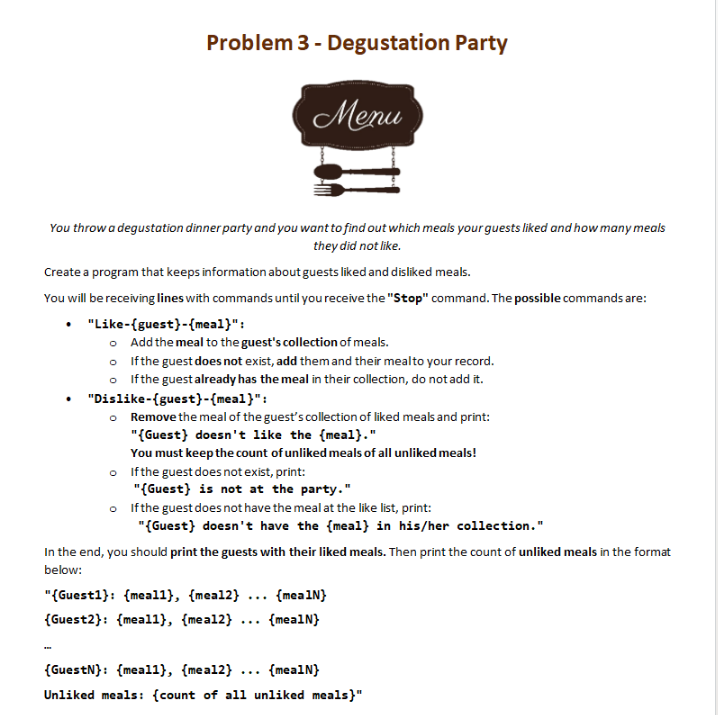 Problem 3 - Degustation Party
Menu
You throw a degustation dinner party and you want to find out which meals your guests liked and how many meals
they did not like.
Create a program that keeps information about guests liked and disliked meals.
You will be receiving lines with commands until you receive the "Stop" command. The possible commands are:
• "Like-{guest}-{meal}":
o Add the meal to the guest's collection of meals.
o If the guest does not exist, add them and their meal to your record.
o If the guest already has the meal in their collection, do not add it.
• "Dislike-{guest}-{meal}":
o Remove the meal of the guest's collection of liked meals and print:
"{Guest} doesn't like the {meal}."
You must keep the count of unliked meals of all unliked meals!
o If the guest does not exist, print:
"{Guest} is not at the party."
o If the guest does not have the meal at the like list, print:
"{Guest} doesn't have the {meal} in his/her collection."
In the end, you should print the guests with their liked meals. Then print the count of unliked meals in the format
below:
"{Guest1}: {meal1}, {meal2} ... {mealN}
{Guest2}: {meal1}, {meal2} ... {mealN}
…
{GuestN}: {meal1}, {meal2} ... {mealN}
Unliked meals: {count of all unliked meals}"